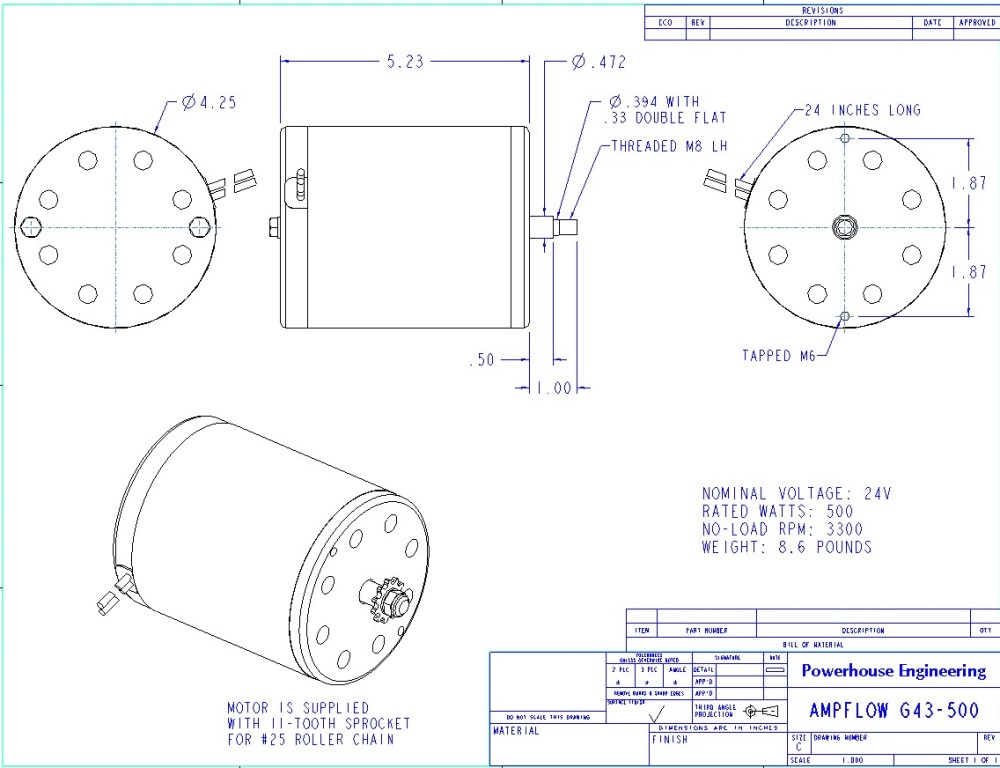 REVISIONS
ECO REV DESCRIPTION DATE APPROVED
5.23
Ø.472
Ø4.25
Ø.394 WITH
.33 DOUBLE FLAT
THREADED M8 LH
24 INCHES LONG
1.87
1.87
.50
1.00
TAPPED M6
NOMINAL VOLTAGE: 24V
RATED WATTS: 500
NO-LOAD RPM: 3300
WEIGHT: 8.6 POUNDS
MOTOR IS SUPPLIED
WITH 11-TOOTH SPROCKET
FOR #25 ROLLER CHAIN
ITEM PART NUMBER DESCRIPTION QTY
BILL OF MATERIAL
TOLERANCES
UNLESS OTHERWISE NOTED
2 PLC 3 PLC ANGLE
SIGNATURE DATE
DETAIL
APP'D
APP'D
REMOVE BURRS & SHARP EDGES
SURFACE FINISH
THIRD ANGLE
PROJECTION
DO NOT SCALE THIS DRAWING
DIMENSIONS ARE IN INCHES
MATERIAL
FINISH
Powerhouse Engineering
AMPFLOW G43-500
SIZE
C
DRAWING NUMBER
REV
SCALE 1.000 SHEET 1 OF 1